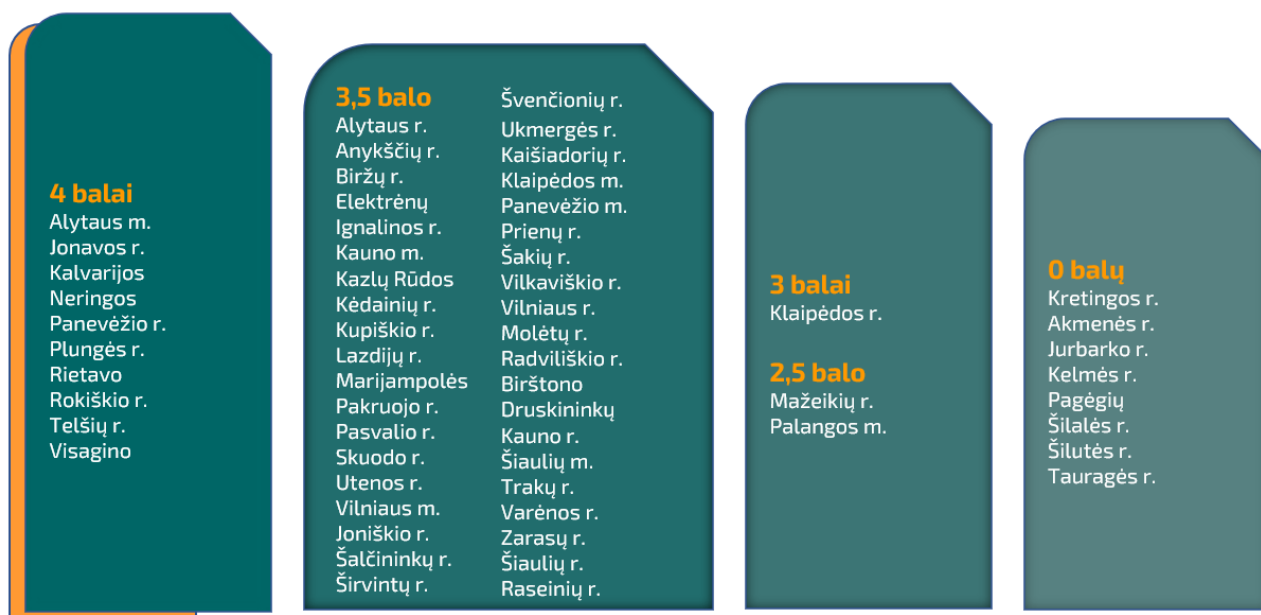 4 balai
Alytaus m.
Jonavos r.
Kalvarijos
Neringos
Panevėžio r.
Plungės r.
Rietavo
Rokiškio r.
Telšių r.
Visagino
3,5 balo
Alytaus r.
Anykščių r.
Biržų r.
Elektrėnų
Ignalinos r.
Kauno m.
Kazlų Rūdos
Kėdainių r.
Kupiškio r.
Lazdijų r.
Marijampolės
Pakruojo r.
Pasvalio r.
Skuodo r.
Utenos r.
Vilniaus m.
Joniškio r.
Šalčininkų r.
Širvintų r.
Švenčionių r.
Ukmergės r.
Kaišiadorių r.
Klaipėdos m.
Panevėžio m.
Prienų r.
Šakių r.
Vilkaviškio r.
Vilniaus r.
Molėtų r.
Radviliškio r.
Birštono
Druskininkų
Kauno r.
Šiaulių m.
Trakų r.
Varėnos r.
Zarasų r.
Šiaulių r.
Raseinių r.
3 balai
Klaipėdos r.
2,5 balo
Mažeikių r.
Palangos m.
0 balų
Kretingos r.
Akmenės r.
Jurbarko r.
Kelmės r.
Pagėgių
Šilalės r.
Šilutės r.
Tauragės r.